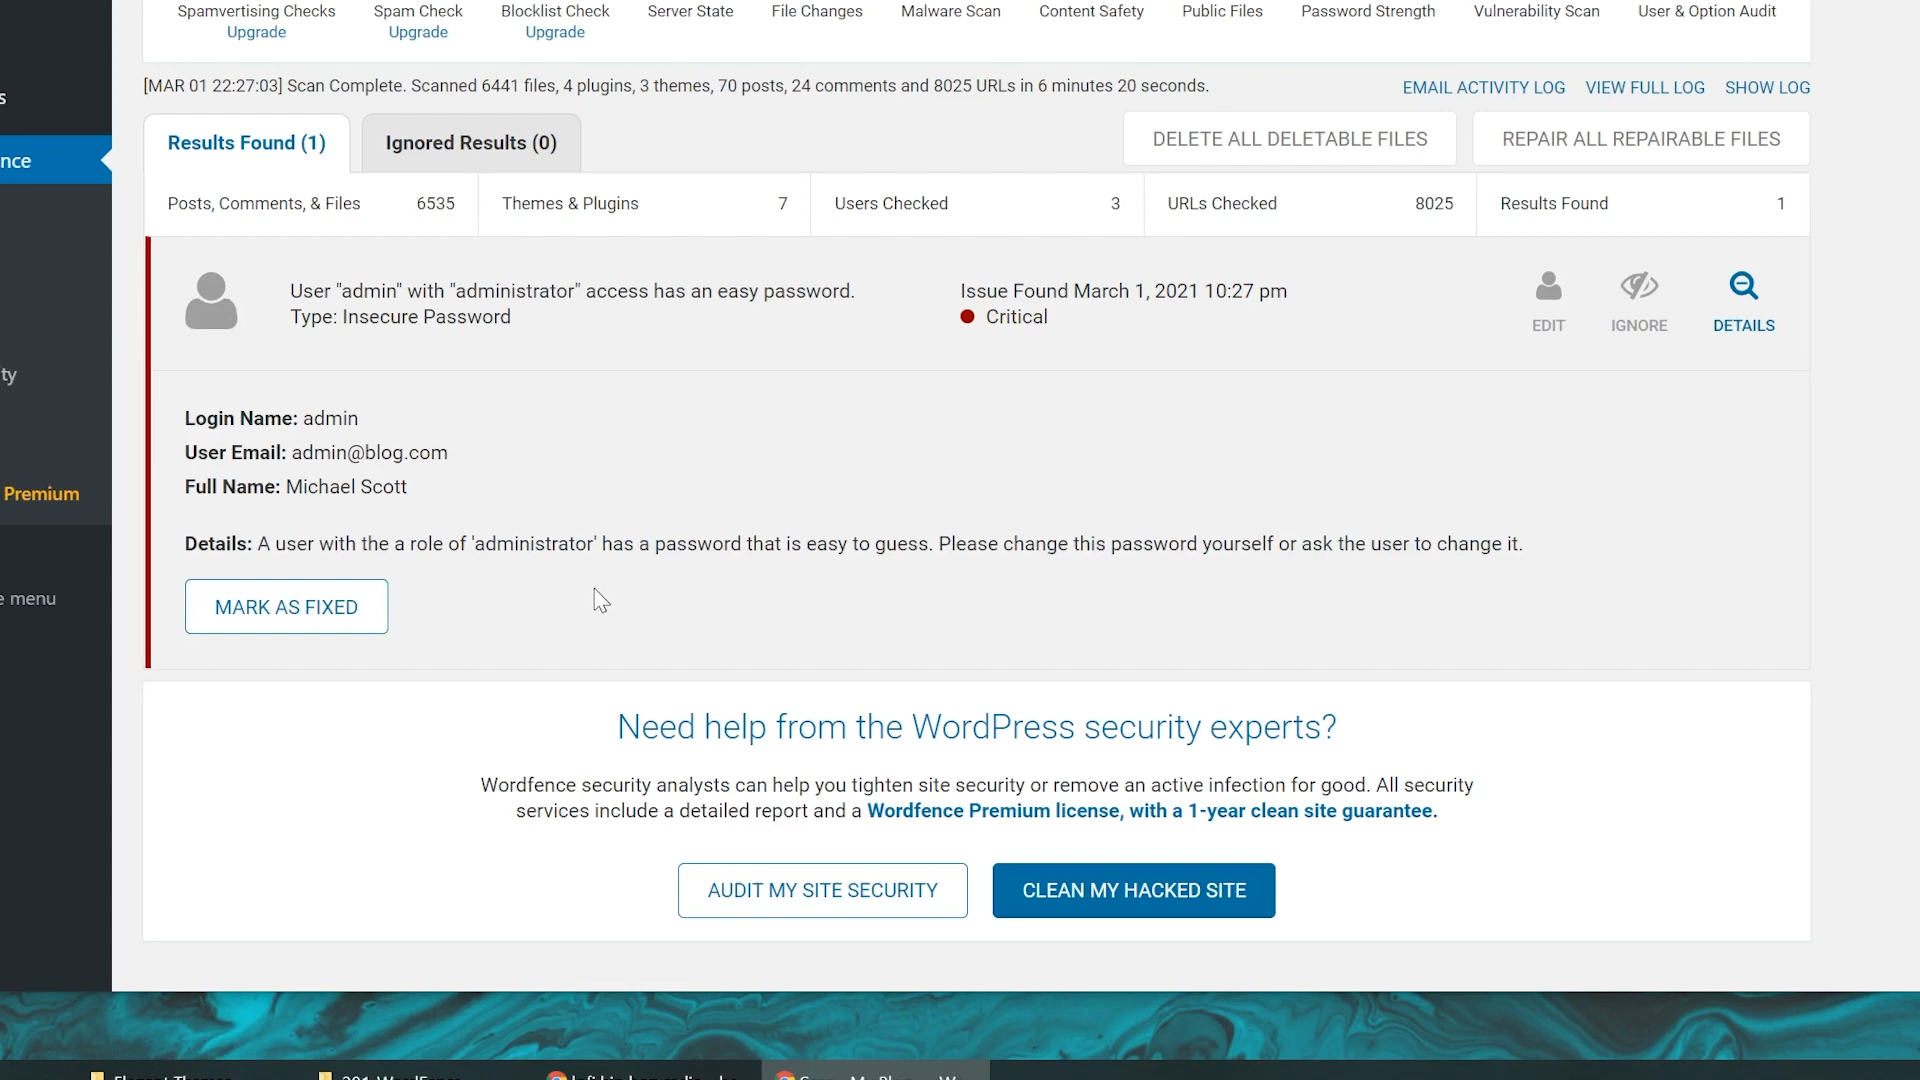 Spamvertising Checks
Upgrade
Spam Check
Upgrade
Blocklist Check
Upgrade
Server State
File Changes
Malware Scan
Content Safety
Public Files
Password Strength
Vulnerability Scan
User & Option Audit
[MAR 01 22:27:03] Scan Complete. Scanned 6441 files, 4 plugins, 3 themes, 70 posts, 24 comments and 8025 URLs in 6 minutes 20 seconds.
EMAIL ACTIVITY LOG VIEW FULL LOG SHOW LOG
Results Found (1)
Ignored Results (0)
DELETE ALL DELETABLE FILES
REPAIR ALL REPAIRABLE FILES
Posts, Comments, & Files 6535
Themes & Plugins 7
Users Checked 3
URLs Checked 8025
Results Found 1
User "admin" with "administrator" access has an easy password.
Type: Insecure Password
Issue Found March 1, 2021 10:27 pm
Critical
EDIT
IGNORE
DETAILS
Login Name: admin
User Email: admin@blog.com
Full Name: Michael Scott
Details: A user with the a role of 'administrator' has a password that is easy to guess. Please change this password yourself or ask the user to change it.
MARK AS FIXED
Premium
menu
Need help from the WordPress security experts?
Wordfence security analysts can help you tighten site security or remove an active infection for good. All security
services include a detailed report and a Wordfence Premium license, with a 1-year clean site guarantee.
AUDIT MY SITE SECURITY
CLEAN MY HACKED SITE